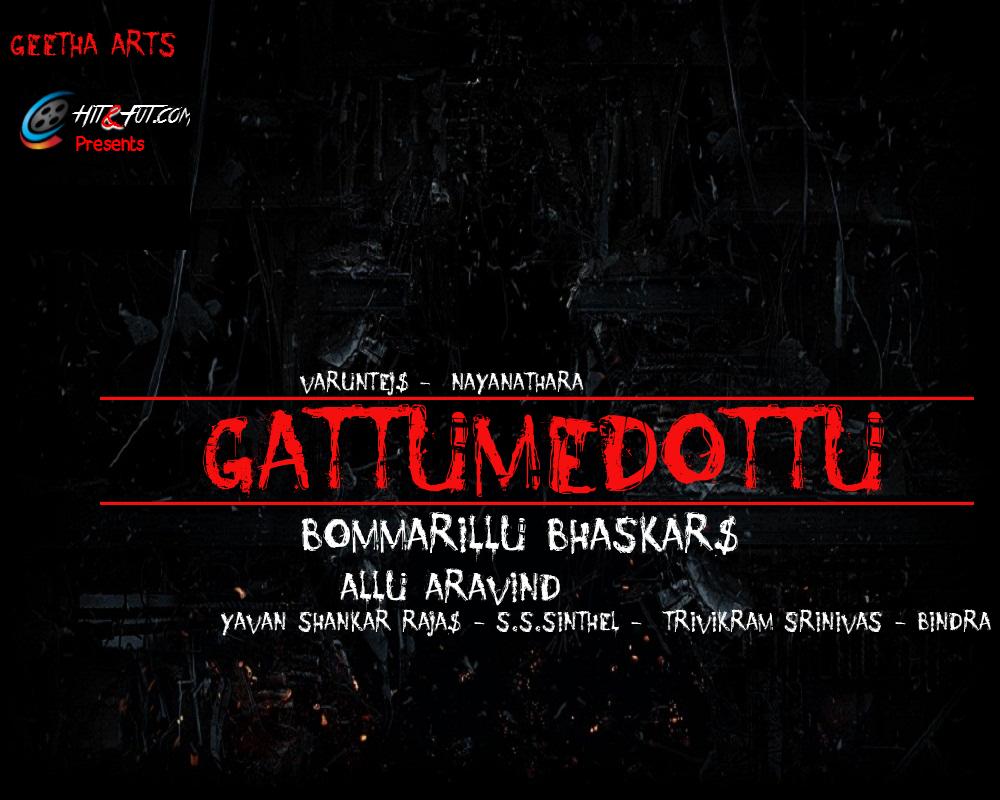 GEETHA ARTS
HIT&FUT.COM
Presents
VARUNTEJ$ - NAYANATHARA
GATTUMEDOTTU
BOMMARILLU BHASKAR$
ALLU ARAVIND
YAVAN SHANKAR RAJA$ - S.S.SINTHEL - TRIVIKRAM SRINIVAS - BINDRA